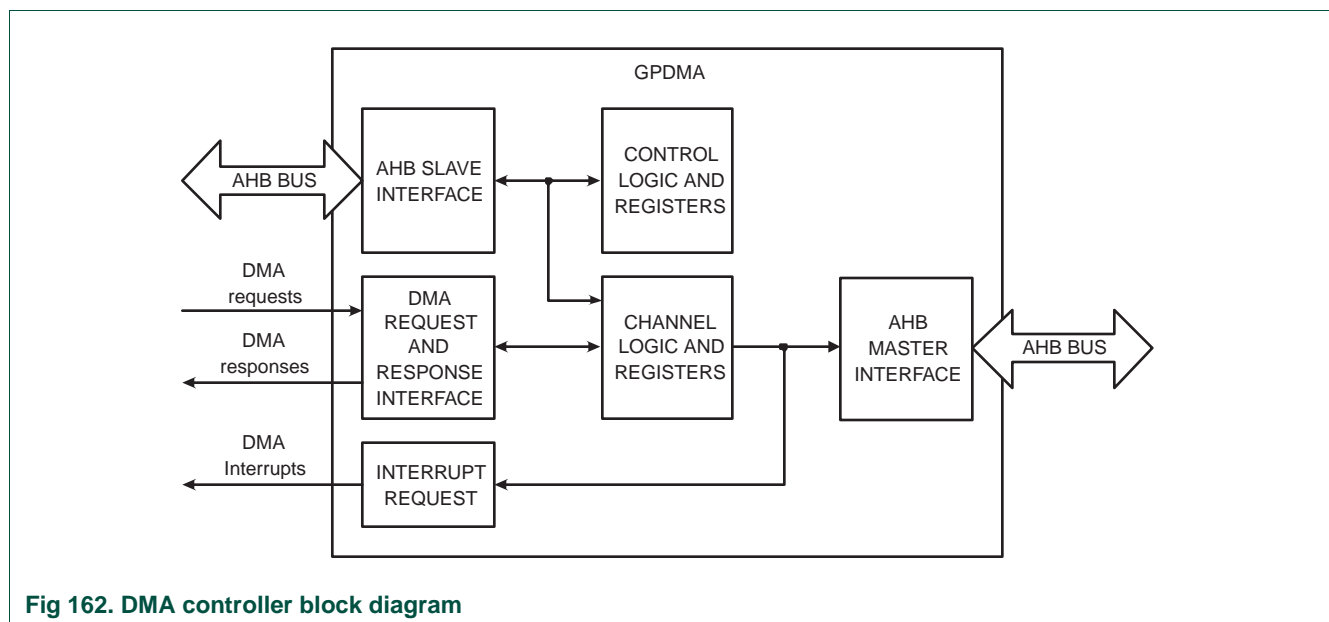 GPDMA
AHB BUS
AHB SLAVE
INTERFACE
CONTROL
LOGIC AND
REGISTERS
DMA
requests
DMA
responses
DMA
REQUEST
AND
RESPONSE
INTERFACE
CHANNEL
LOGIC AND
REGISTERS
AHB
MASTER
INTERFACE
AHB BUS
DMA
Interrupts
INTERRUPT
REQUEST
Fig 162. DMA controller block diagram